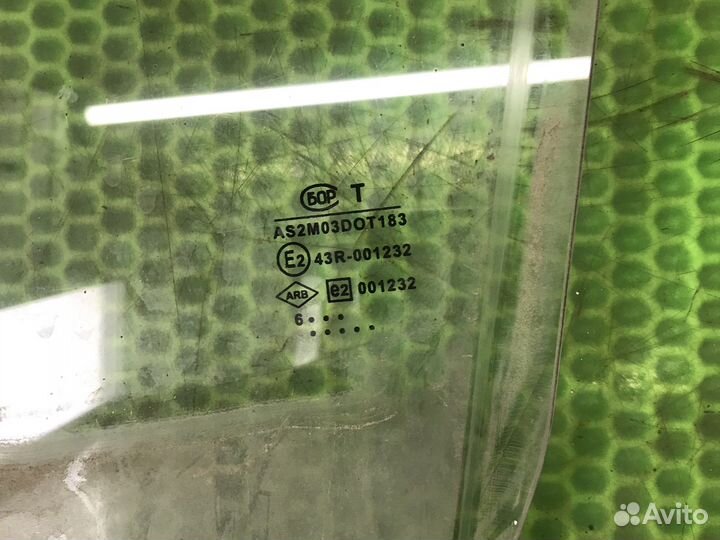 БОР T
AS2M03DOT183
E2 43R-001232
ARB e2 001232
6
Avito